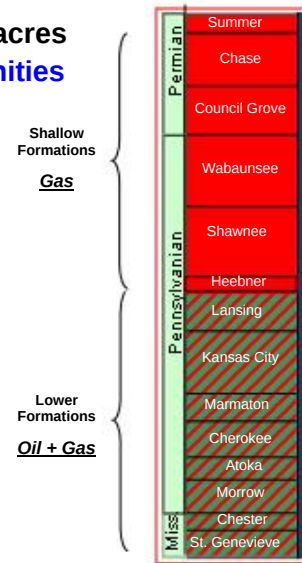 acres
nities
Shallow
Formations
Gas
Lower
Formations
Oil + Gas
Permian
Pennsylvanian
Miss.
Summer
Chase
Council Grove
Wabaunsee
Shawnee
Heebner
Lansing
Kansas City
Marmaton
Cherokee
Atoka
Morrow
Chester
St. Genevieve